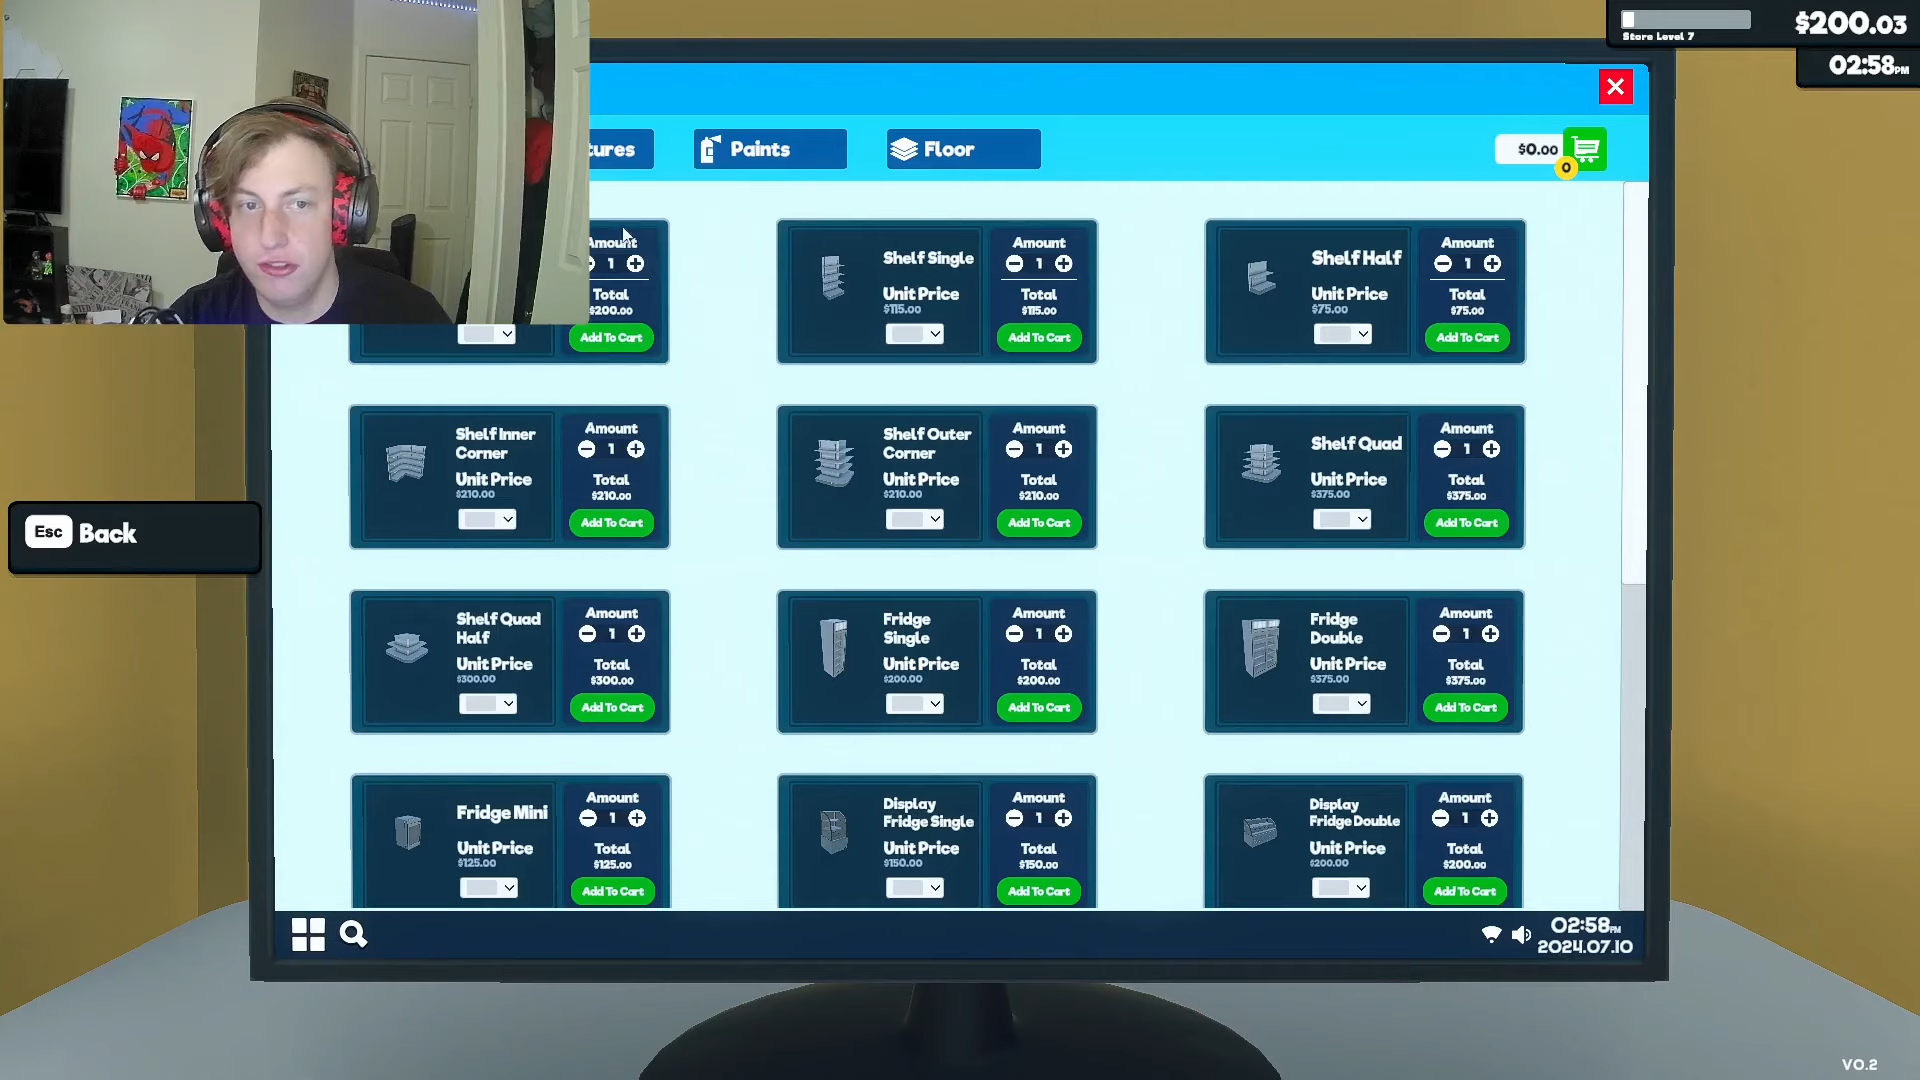 Store Level 7
$200.03
02:58PM
tures
Paints
Floor
$0.00
0
Amount
1
Total
$200.00
Add To Cart
Shelf Single
Unit Price
$115.00
Amount
1
Total
$115.00
Add To Cart
Shelf Half
Unit Price
$75.00
Amount
1
Total
$75.00
Add To Cart
Shelf Inner
Corner
Unit Price
$210.00
Amount
1
Total
$210.00
Add To Cart
Shelf Outer
Corner
Unit Price
$210.00
Amount
1
Total
$210.00
Add To Cart
Shelf Quad
Unit Price
$375.00
Amount
1
Total
$375.00
Add To Cart
Esc Back
Shelf Quad
Half
Unit Price
$300.00
Amount
1
Total
$300.00
Add To Cart
Fridge
Single
Unit Price
$200.00
Amount
1
Total
$200.00
Add To Cart
Fridge
Double
Unit Price
$375.00
Amount
1
Total
$375.00
Add To Cart
Fridge Mini
Unit Price
$125.00
Amount
1
Total
$125.00
Add To Cart
Display
Fridge Single
Unit Price
$150.00
Amount
1
Total
$150.00
Add To Cart
Display
Fridge Double
Unit Price
$200.00
Amount
1
Total
$200.00
Add To Cart
02:58PM
2024.07.10
V0.2